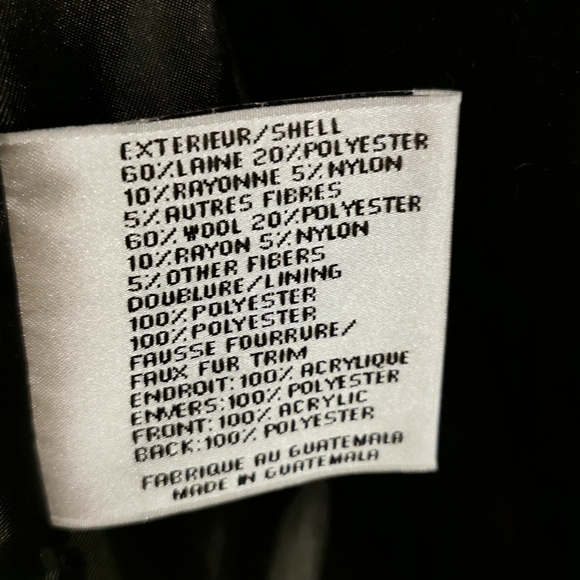 EXTERIEUR/SHELL
60% LAINE 20% POLYESTER
10% RAYONNE 5% NYLON
5% AUTRES FIBRES
60% WOOL 20% POLYESTER
10% RAYON 5% NYLON
5% OTHER FIBERS
DOUBLURE/LINING
100% POLYESTER
100% POLYESTER
FAUSSE FOURRURE/
FAUX FUR TRIM
ENDROIT:100% ACRYLIQUE
ENVERS:100% POLYESTER
FRONT:100% ACRYLIC
BACK:100% POLYESTER
FABRIQUE AU GUATEMALA
MADE IN GUATEMALA